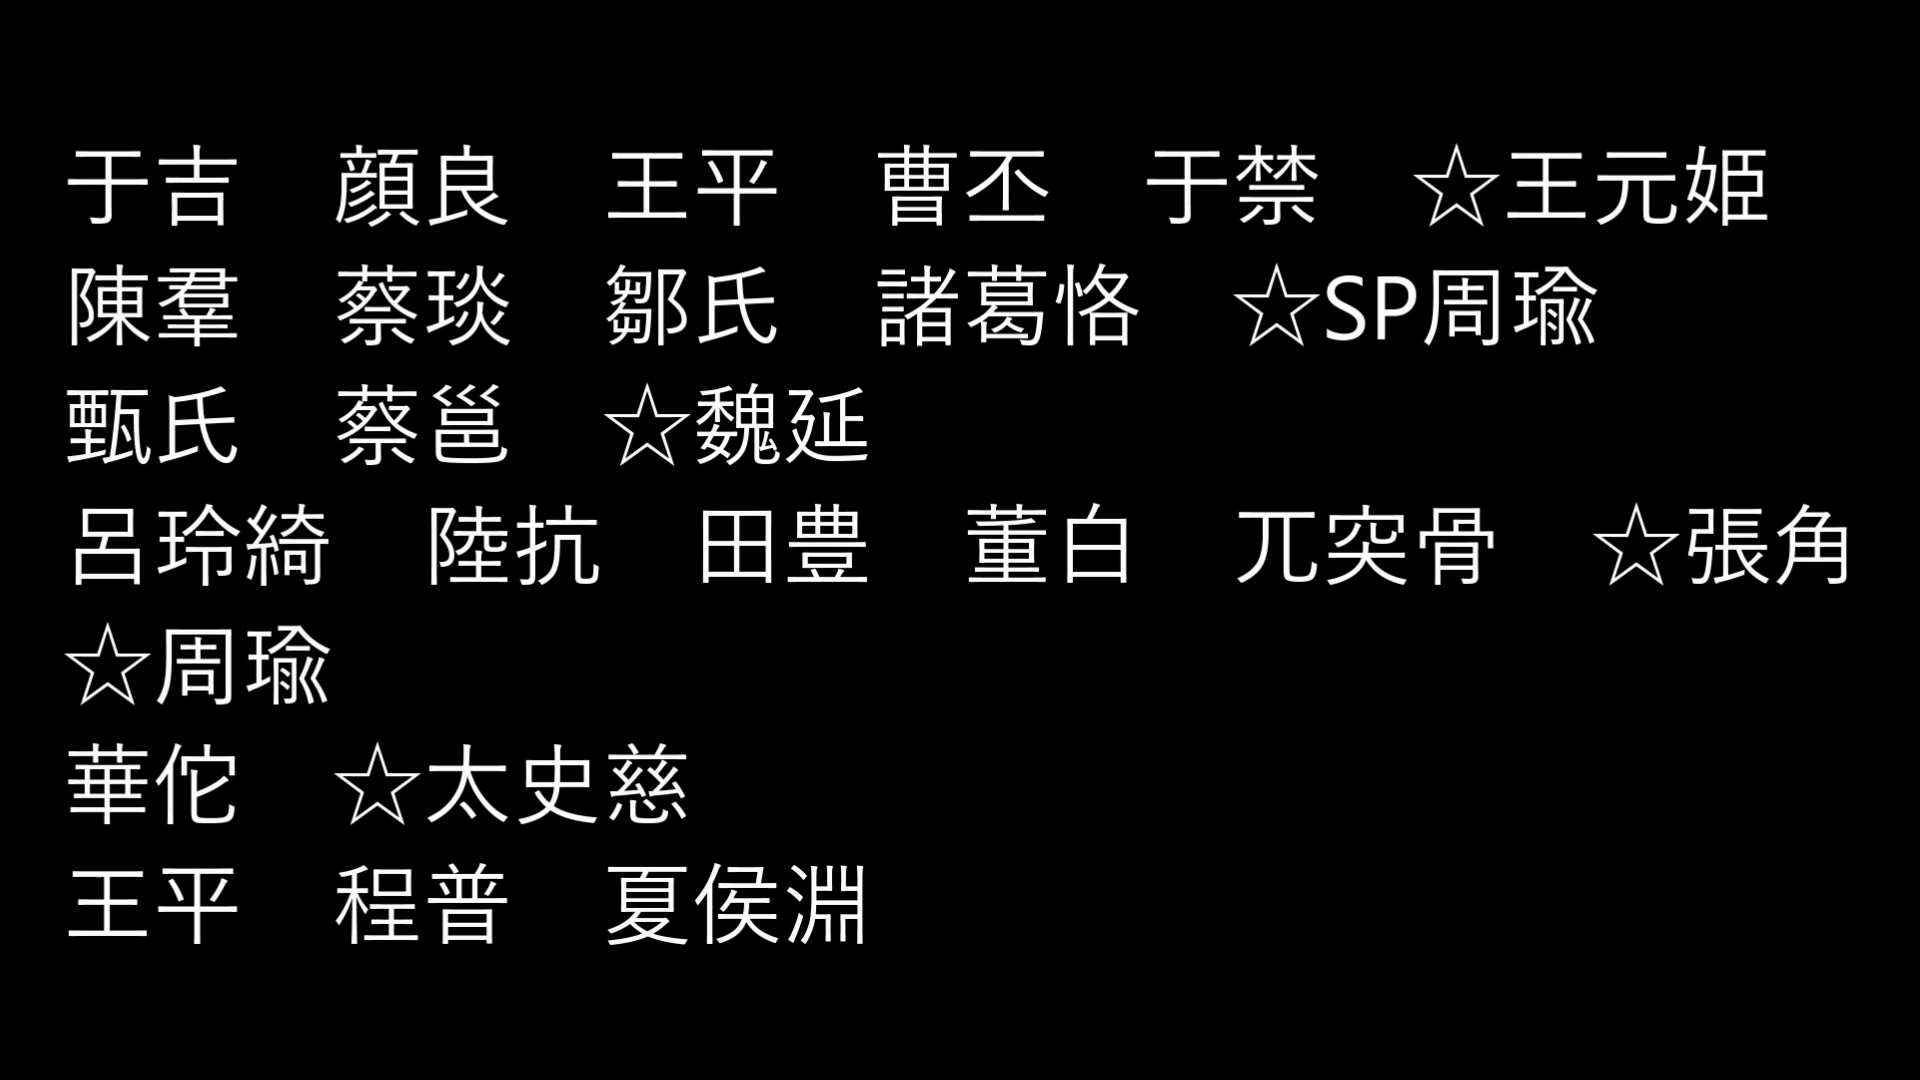 于吉　顔良　王平　曹丕　于禁　☆王元姫
陳羣　蔡琰　鄒氏　諸葛恪　☆SP周瑜
甄氏　蔡邕　☆魏延
呂玲綺　陸抗　田豊　董白　兀突骨　☆張角
☆周瑜
華佗　☆太史慈
王平　程普　夏侯淵